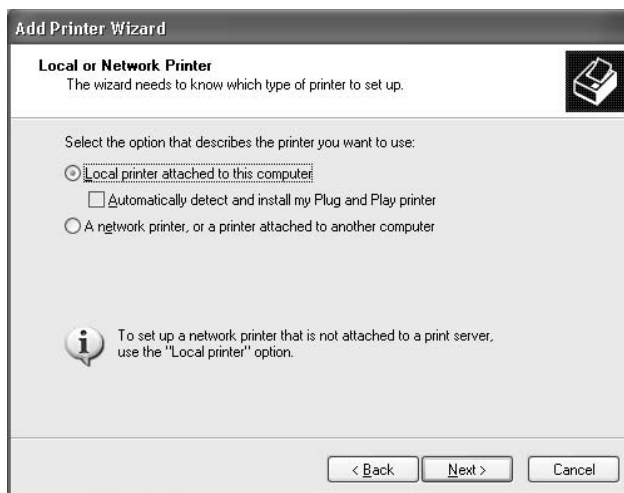 Add Printer Wizard
Local or Network Printer
The wizard needs to know which type of printer to set up.
Select the option that describes the printer you want to use:
Local printer attached to this computer
Automatically detect and install my Plug and Play printer
A network printer, or a printer attached to another computer
To set up a network printer that is not attached to a print server,
use the "Local printer" option.
< Back Next > Cancel